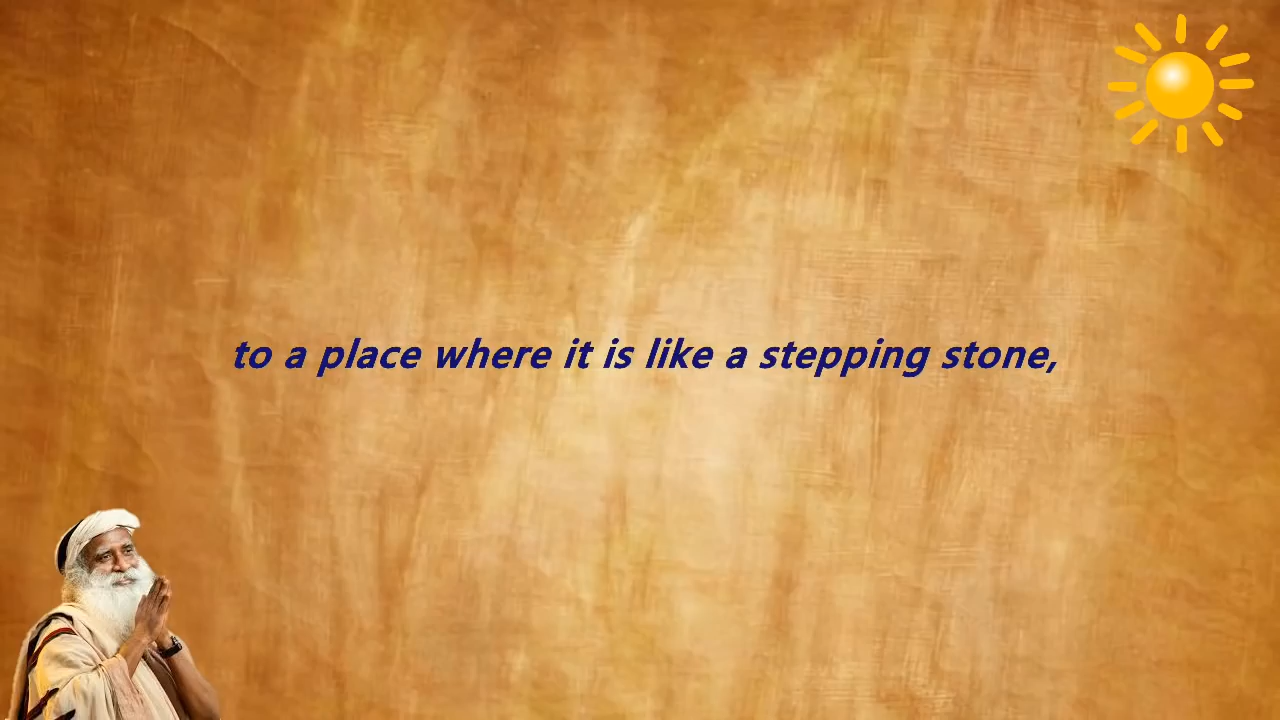 to a place where it is like a stepping stone,